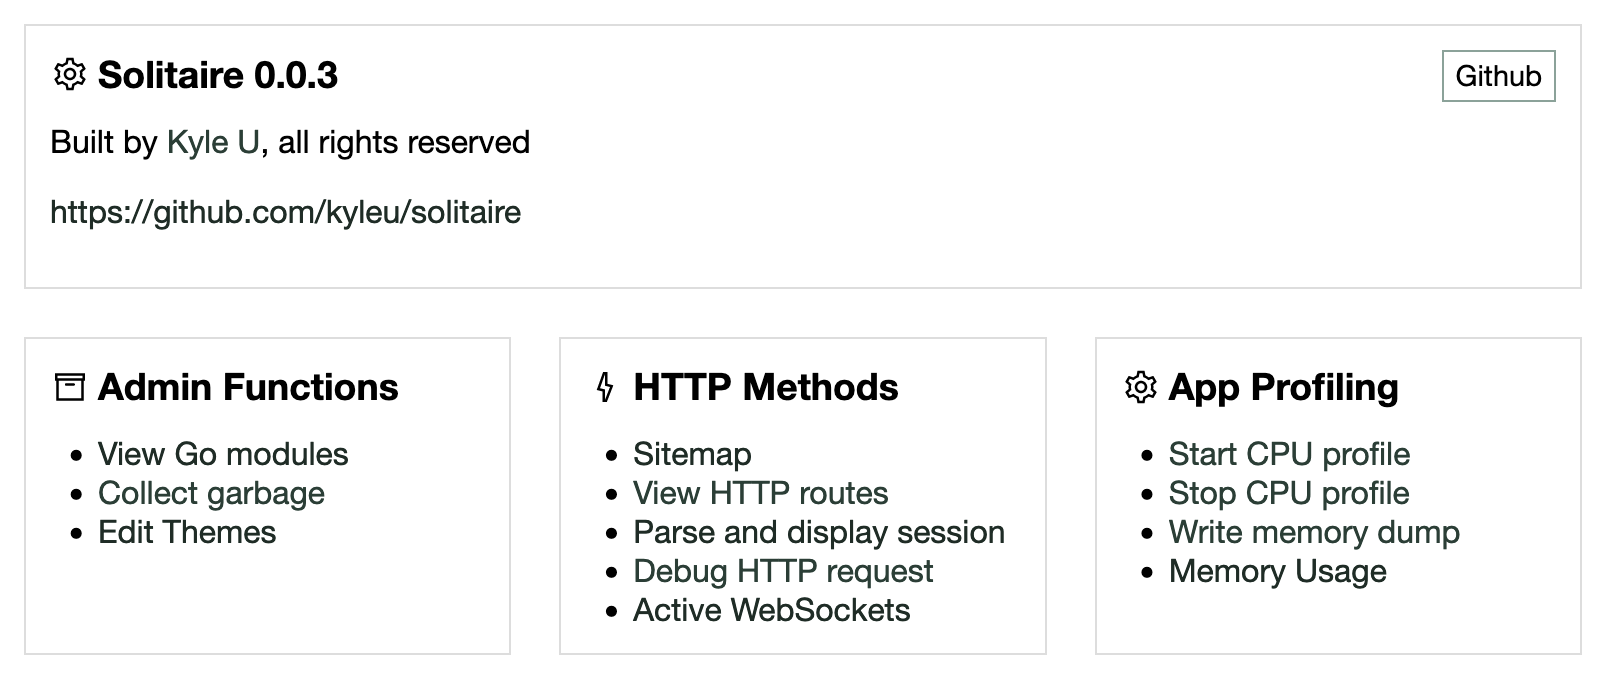 Solitaire 0.0.3
Github
Built by Kyle U, all rights reserved
https://github.com/kyleu/solitaire
Admin Functions
View Go modules
Collect garbage
Edit Themes
HTTP Methods
Sitemap
View HTTP routes
Parse and display session
Debug HTTP request
Active WebSockets
App Profiling
Start CPU profile
Stop CPU profile
Write memory dump
Memory Usage